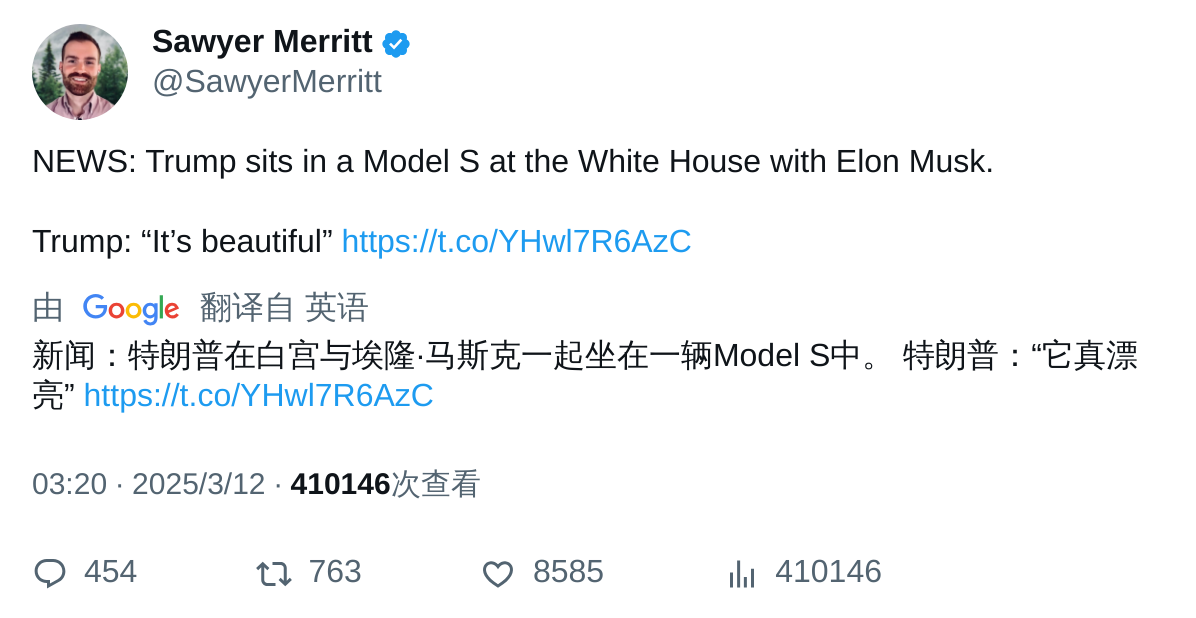 Sawyer Merritt
@SawyerMerritt
NEWS: Trump sits in a Model S at the White House with Elon Musk.
Trump: “It’s beautiful” https://t.co/YHwl7R6AzC
由 Google 翻译自 英语
新闻：特朗普在白宫与埃隆·马斯克一起坐在一辆Model S中。 特朗普：“它真漂
亮” https://t.co/YHwl7R6AzC
03:20 · 2025/3/12 · 410146次查看
454 763 8585 410146